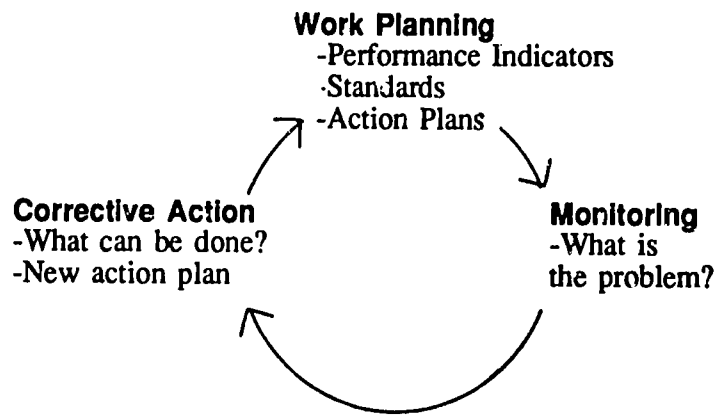 Work Planning
-Performance Indicators
-Standards
-Action Plans
Corrective Action
-What can be done?
-New action plan
Monitoring
-What is
the problem?